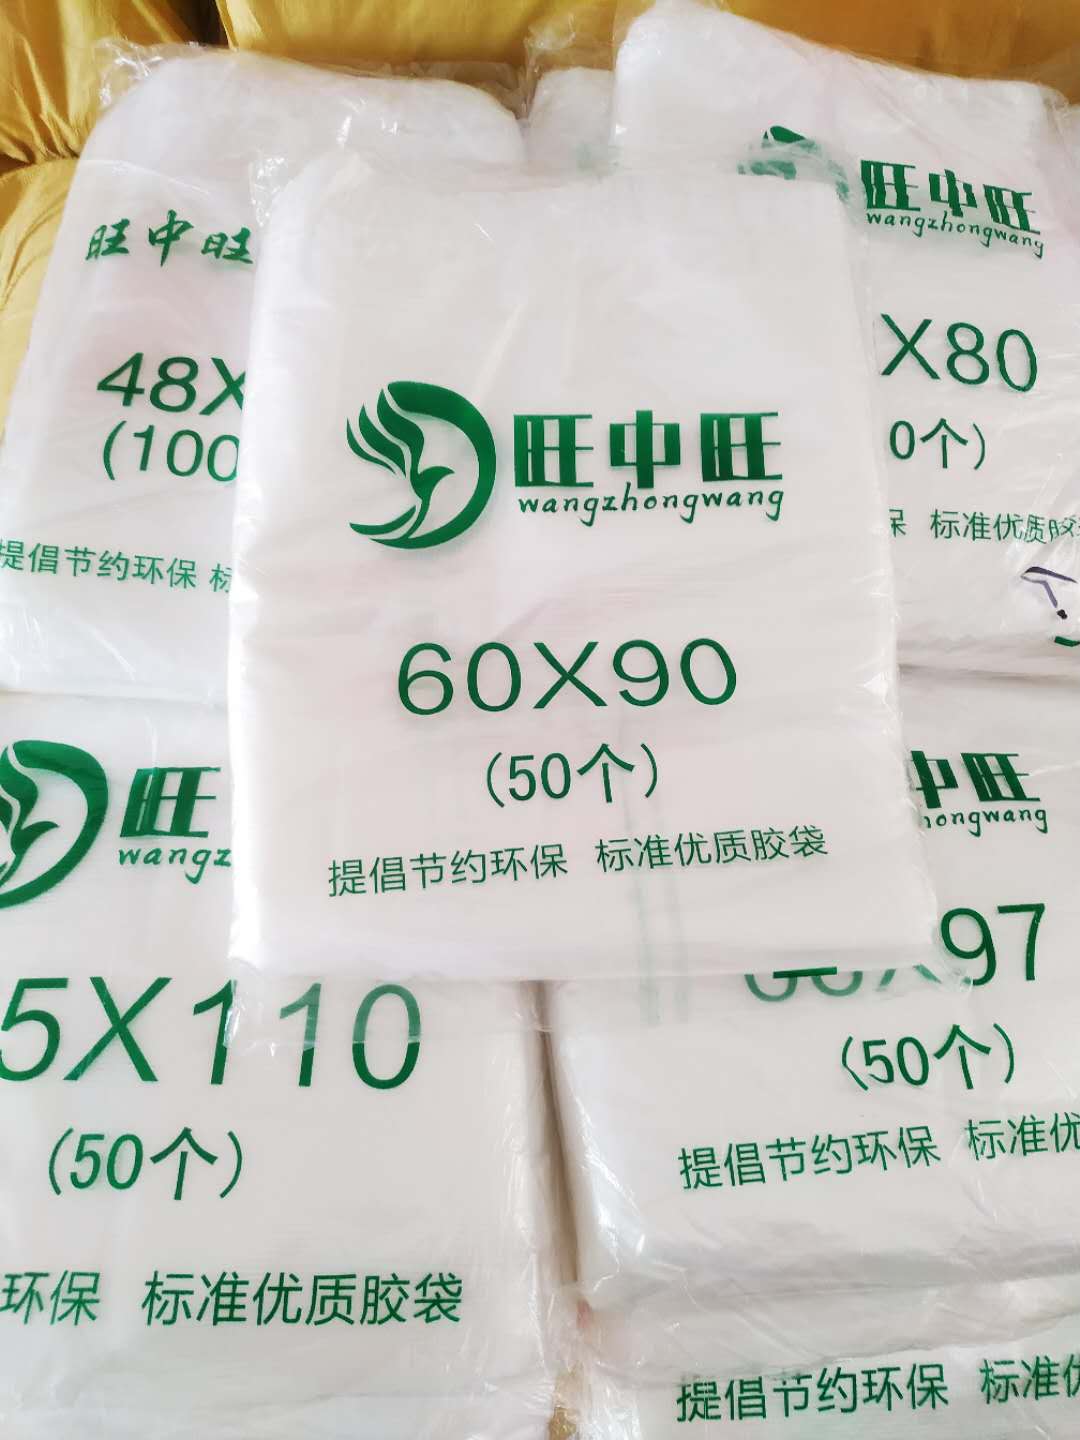 旺中旺
48X
(100
提倡节约环保 标
旺中旺
wangzhongwang
X80
0个)
保 标准优质胶
旺中旺
wangzhongwang
60X90
(50个)
提倡节约环保 标准优质胶袋
旺
wangz
5X110
(50个)
环保 标准优质胶袋
中旺
hongwang
X97
(50个)
提倡节约环保 标准优
提倡节约环保 标准优